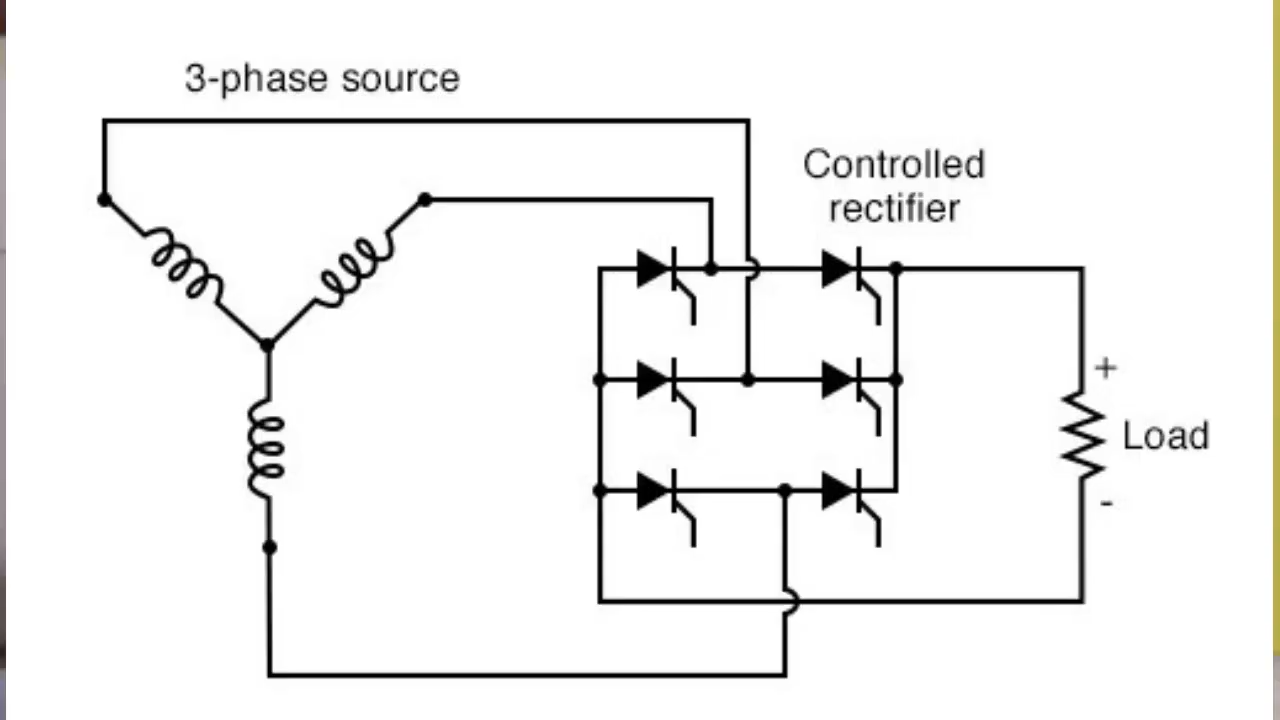 3-phase source
Controlled
rectifier
+
Load
-